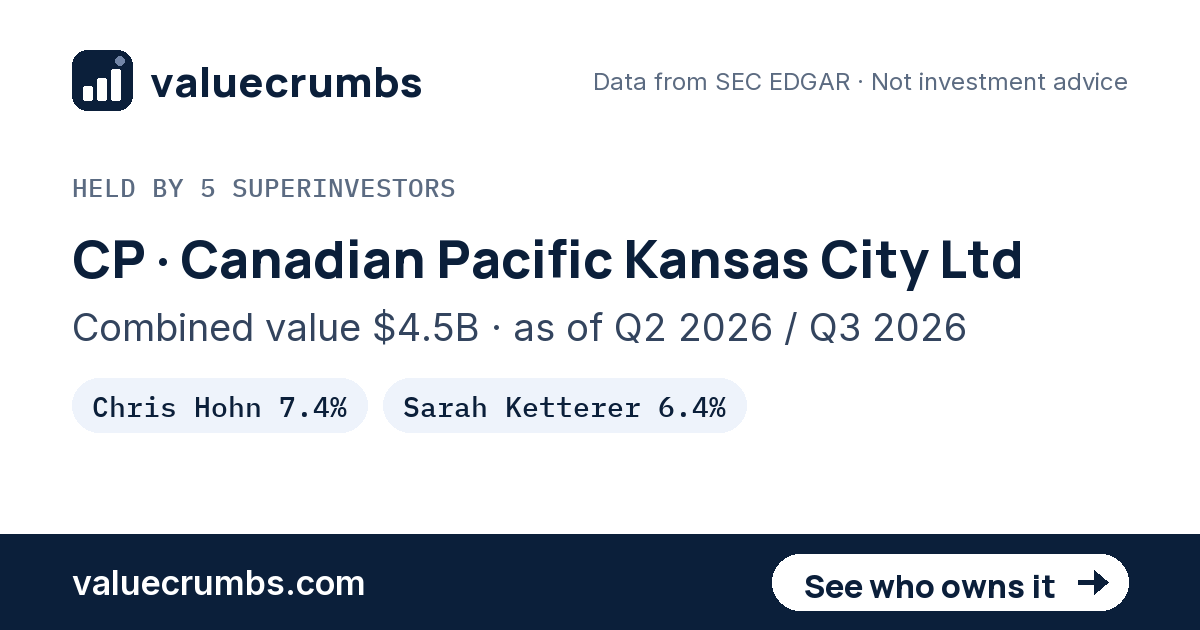 valuecrumbs
Data from SEC EDGAR · Not investment advice
HELD BY 5 SUPERINVESTORS
CP · Canadian Pacific Kansas City Ltd
Combined value $4.5B · as of Q2 2026 / Q3 2026
Chris Hohn 7.4%
Sarah Ketterer 6.4%
valuecrumbs.com
See who owns it →